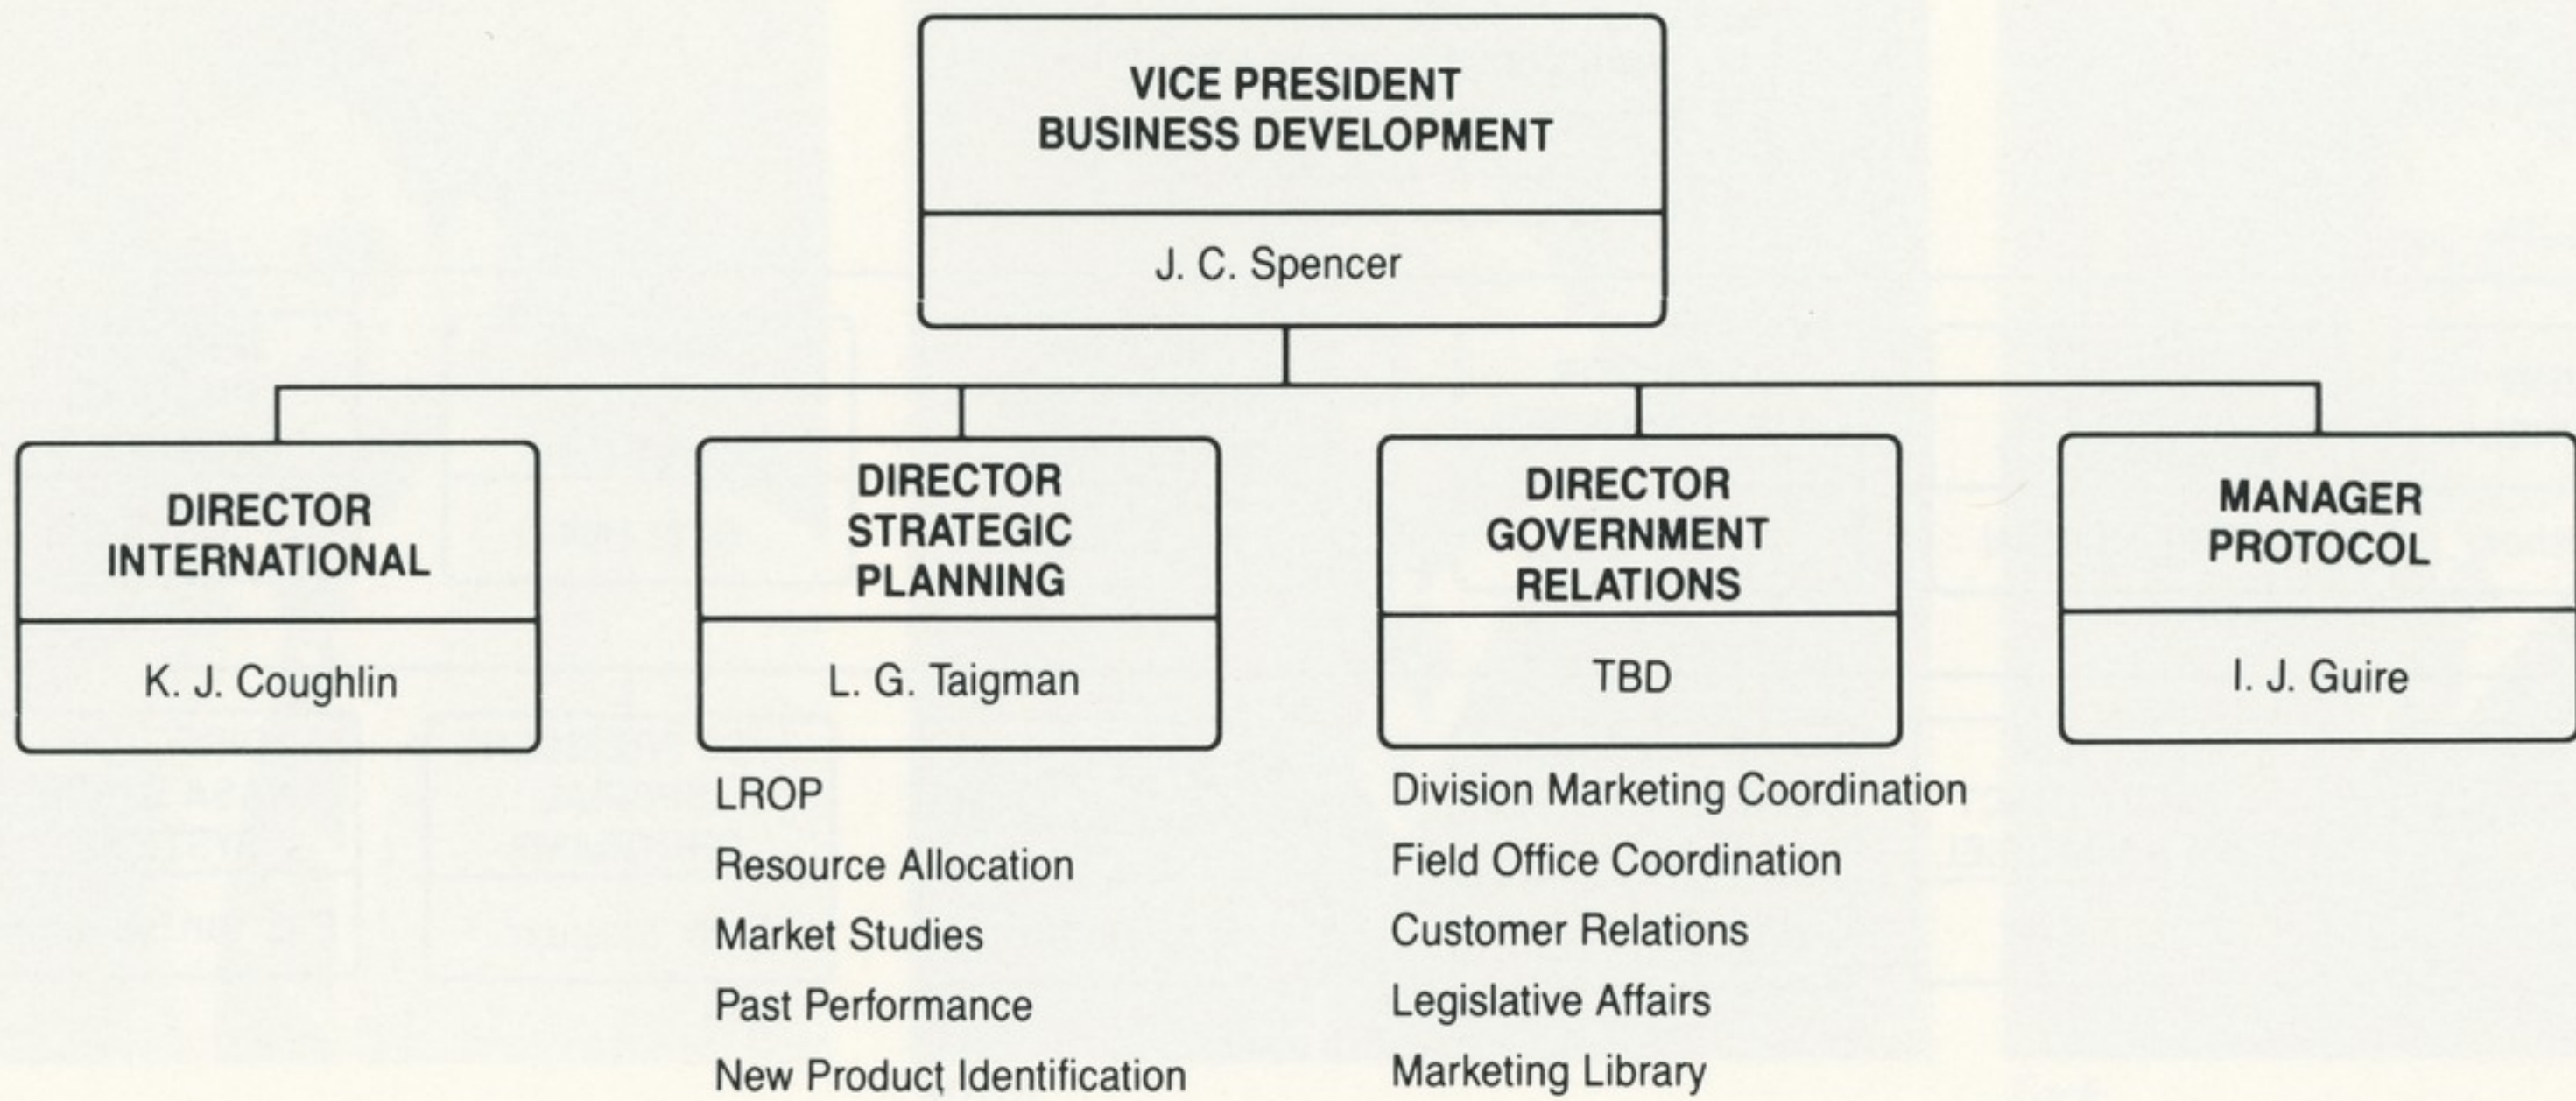 VICE PRESIDENT
BUSINESS DEVELOPMENT
J. C. Spencer
DIRECTOR
INTERNATIONAL
K. J. Coughlin
DIRECTOR
STRATEGIC
PLANNING
L. G. Taigman
LROP
Resource Allocation
Market Studies
Past Performance
New Product Identification
DIRECTOR
GOVERNMENT
RELATIONS
TBD
Division Marketing Coordination
Field Office Coordination
Customer Relations
Legislative Affairs
Marketing Library
MANAGER
PROTOCOL
I. J. Guire